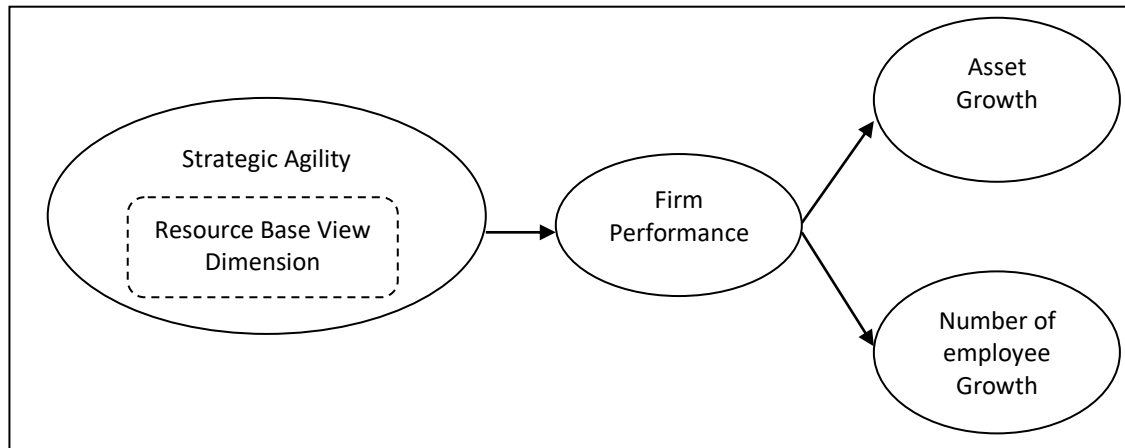 Strategic Agility
Resource Base View
Dimension
Firm
Performance
Asset
Growth
Number of
employee
Growth